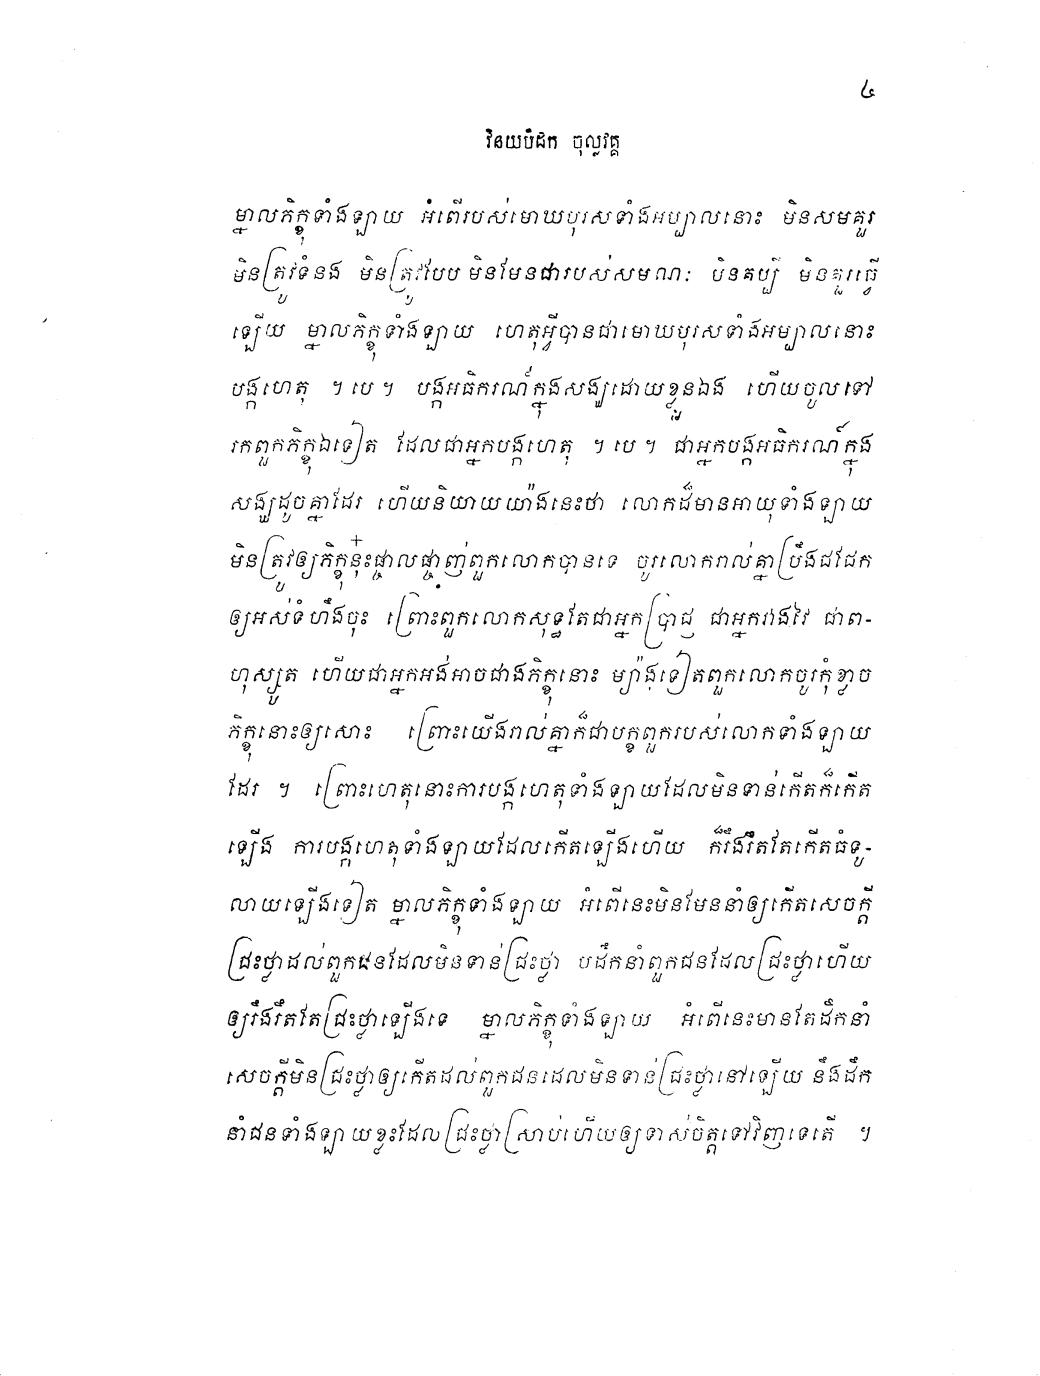 ៤
វិនយបិដក ចុល្លវគ្គ
ម្នាលភិក្ខុទាំងឡាយ អំពើរបស់មោឃបុរសទាំងអប្បាលនោះ មិនសមគួរ
មិនត្រូវទំនង មិនត្រូវបែប មិនមែនជារបស់សមណៈ មិនគប្បី មិនគួរធ្វើ
ឡើយ ម្នាលភិក្ខុទាំងឡាយ ហេតុអ្វីបានជាមោឃបុរសទាំងអម្បាលនោះ
បង្កហេតុ ។ បេ ។ បង្កអធិករណ៍ក្នុងសង្ឃដោយខ្លួនឯង ហើយចូលទៅ
រកពួកភិក្ខុឯទៀត ដែលជាអ្នកបង្កហេតុ ។ បេ ។ ជាអ្នកបង្កអធិករណ៍ក្នុង
សង្ឃដូចគ្នាដែរ ហើយនិយាយយ៉ាងនេះថា លោកដ៏មានអាយុទាំងឡាយ
មិនត្រូវឲ្យភិក្ខុនុ៎ះផ្ចាលផ្ចាញ់ពួកលោកបានទេ ចូរលោករាល់គ្នាប្រឹងជជែក
ឲ្យអស់ទំហឹងចុះ ព្រោះពួកលោកសុទ្ធតែជាអ្នកប្រាជ្ញ ជាអ្នកវាងវៃ ជាព-
ហុស្សូត ហើយជាអ្នកអង់អាចជាងភិក្ខុនោះ ម្យ៉ាងទៀតពួកលោកចូរកុំខ្លាច
ភិក្ខុនោះឲ្យសោះ ព្រោះយើងរាល់គ្នាក៏ជាបក្ខពួករបស់លោកទាំងឡាយ
ដែរ ។ ព្រោះហេតុនោះការបង្កហេតុទាំងឡាយដែលមិនទាន់កើតក៏កើត
ឡើង ការបង្កហេតុទាំងឡាយដែលកើតឡើងហើយ ក៏រឹងរឹតតែកើតធំទូ-
លាយឡើងទៀត ម្នាលភិក្ខុទាំងឡាយ អំពើនេះមិនមែននាំឲ្យកើតសេចក្តី
ជ្រះថ្លាដល់ពួកជនដែលមិនទាន់ជ្រះថ្លា បដឹកនាំពួកជនដែលជ្រះថ្លាហើយ
ឲ្យរឹងរឹតតែជ្រះថ្លាឡើងទេ ម្នាលភិក្ខុទាំងឡាយ អំពើនេះមានតែដឹកនាំ
សេចក្តីមិនជ្រះថ្លាឲ្យកើតដល់ពួកជនដេលមិនទាន់ជ្រះថ្លានៅឡើយ នឹងដឹក
នាំជនទាំងឡាយខ្លះដែលជ្រះថ្លាស្រាប់ហើយឲ្យទាស់ចិត្តទៅវិញទេតើ ។